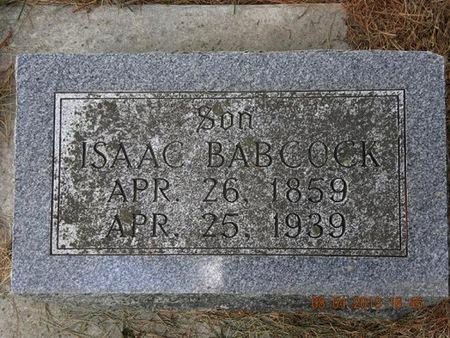 Son
ISAAC BABCOCK
APR. 26, 1859
APR. 25, 1939